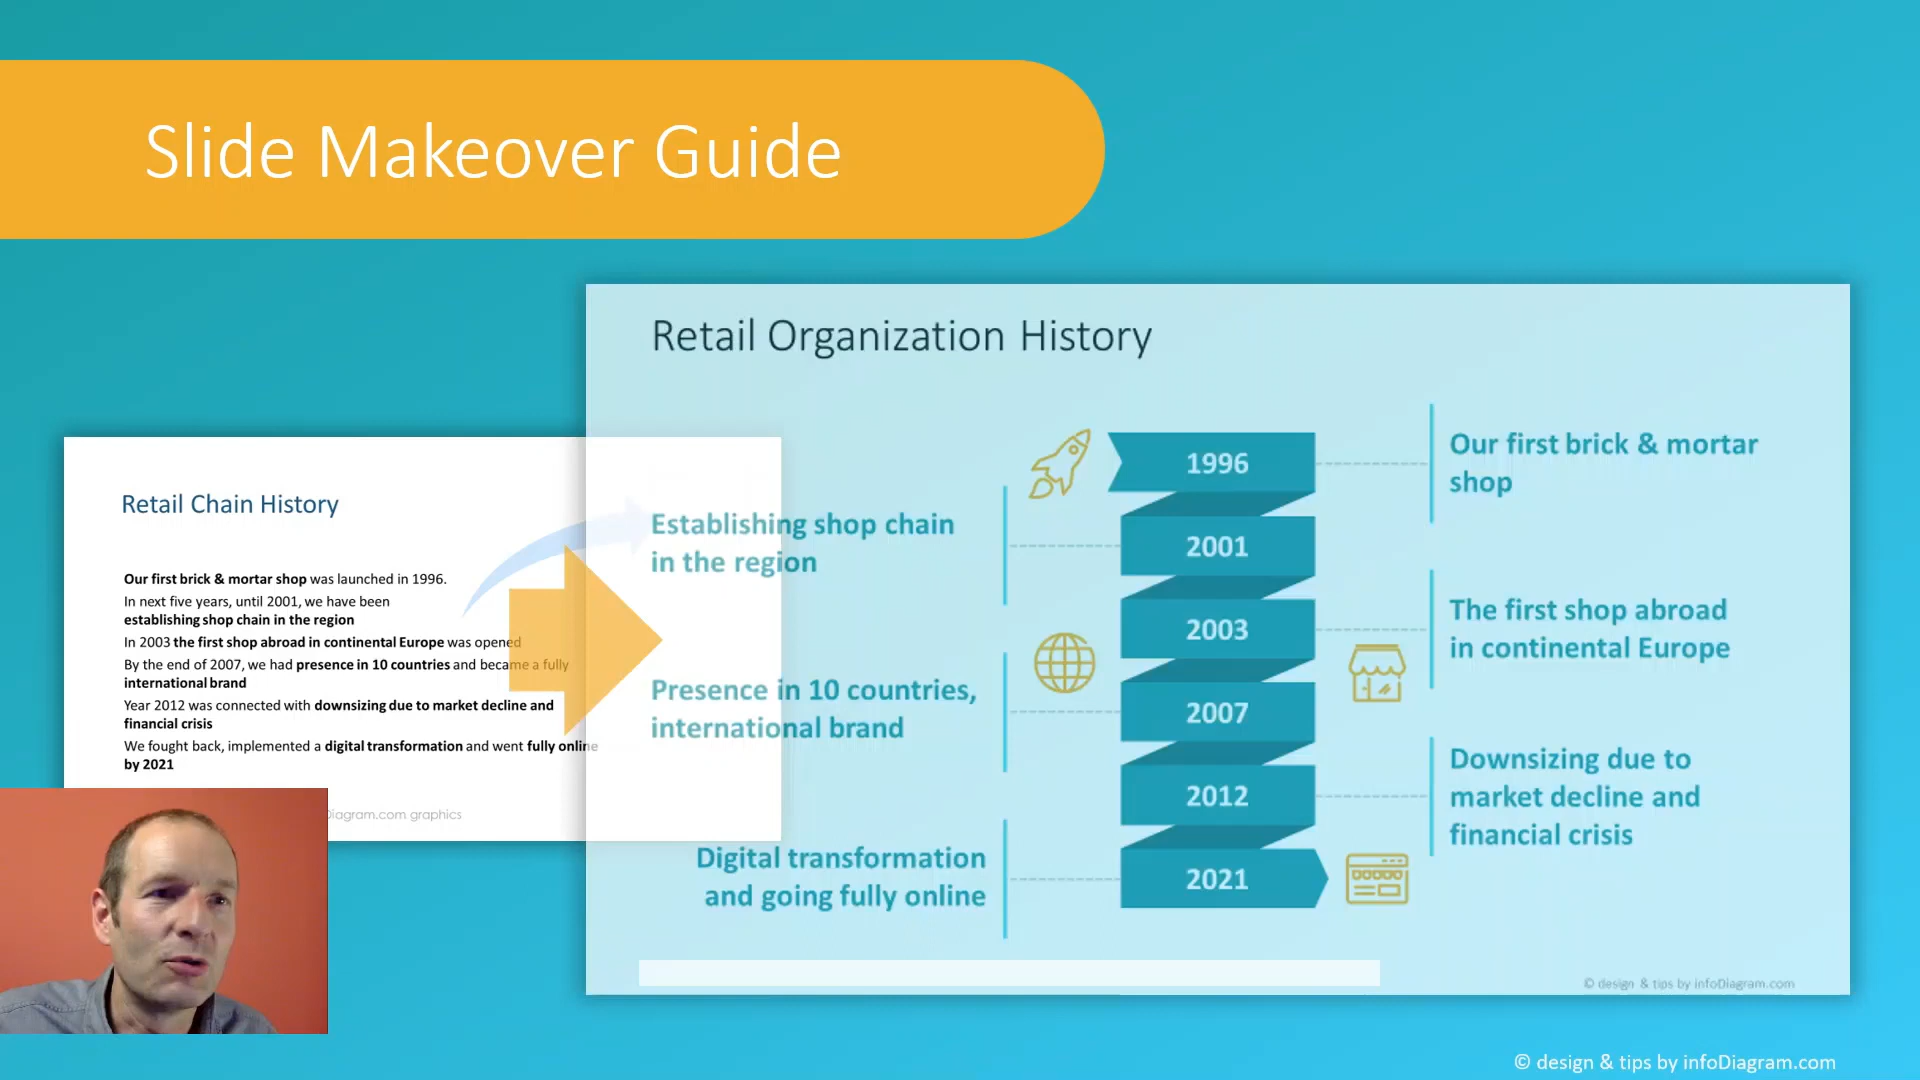 Slide Makeover Guide
Retail Chain History
Our first brick & mortar shop was launched in 1996.
In next five years, until 2001, we have been
establishing shop chain in the region
In 2003 the first shop abroad in continental Europe was opened
By the end of 2007, we had presence in 10 countries and became a fully
international brand
Year 2012 was connected with downsizing due to market decline and
financial crisis
We fought back, implemented a digital transformation and went fully online
by 2021
Diagram.com graphics
Retail Organization History
1996
Our first brick & mortar
shop
Establishing shop chain
in the region
2001
2003
The first shop abroad
in continental Europe
Presence in 10 countries,
international brand
2007
2012
Downsizing due to
market decline and
financial crisis
Digital transformation
and going fully online
2021
© design & tips by infoDiagram.com
© design & tips by infoDiagram.com